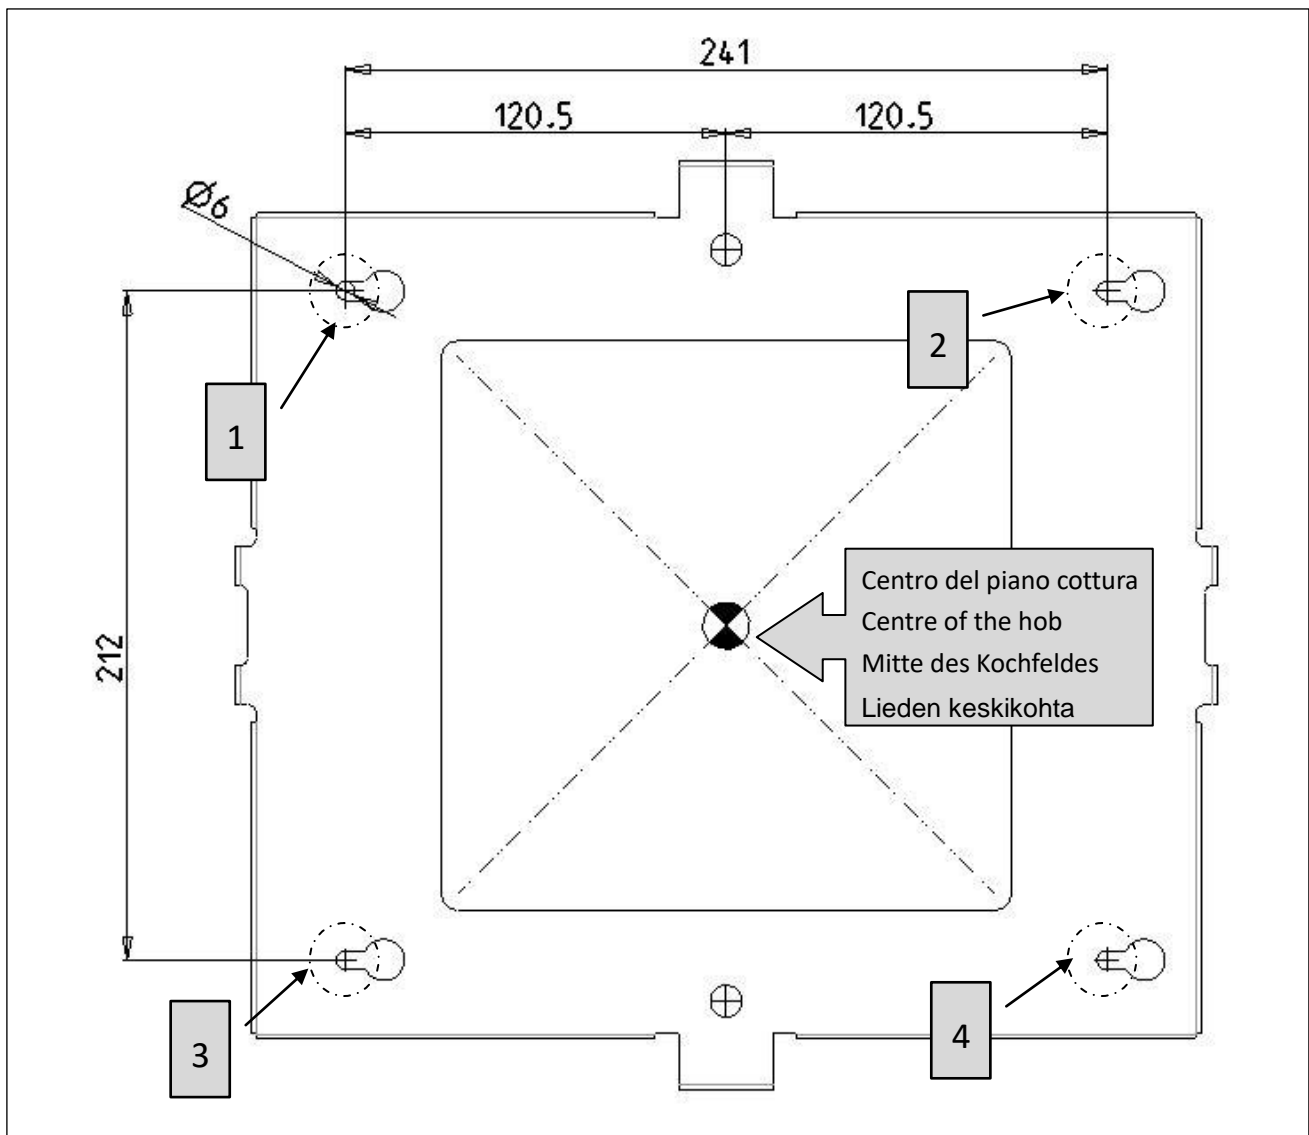 241
120.5 120.5
Ø6
2
1
Centro del piano cottura
Centre of the hob
Mitte des Kochfeldes
Lieden keskikohta
212
3
4